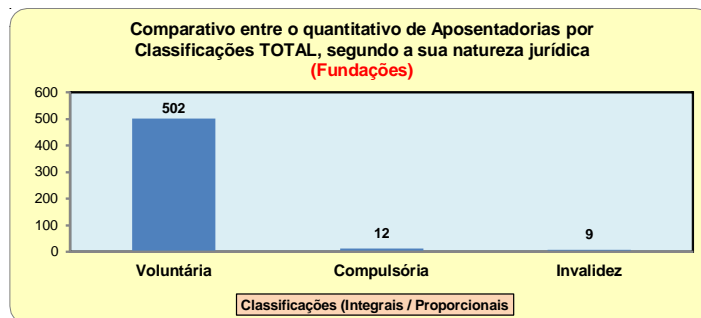 Comparativo entre o quantitativo de Aposentadorias por
Classificações TOTAL, segundo a sua natureza jurídica
(Fundações)
600
500
400
300
200
100
0
502
12
9
Voluntária
Compulsória
Invalidez
Classificações (Integrais / Proporcionais